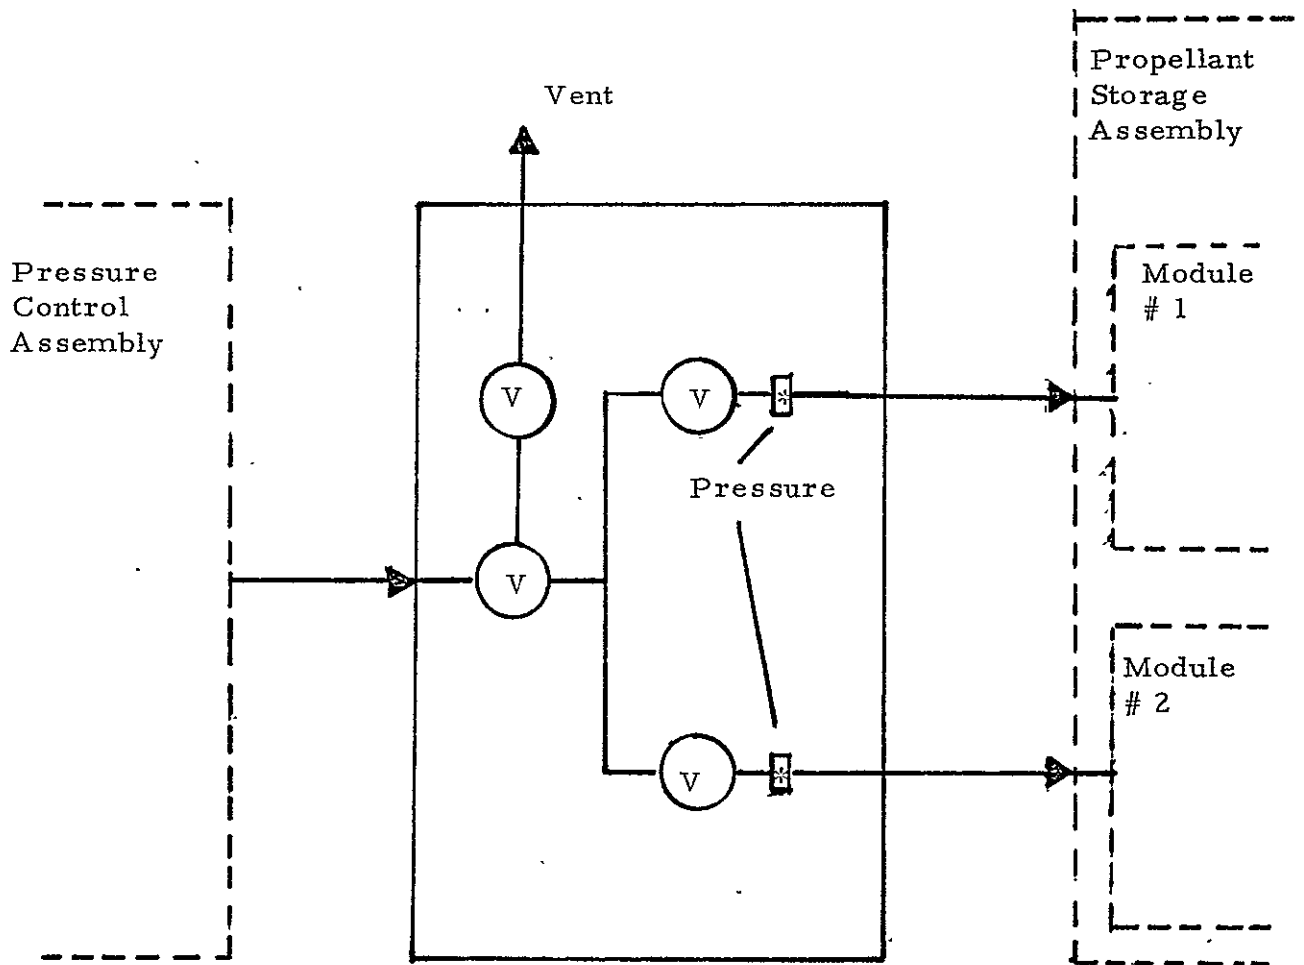 Vent
Propellant
Storage
Assembly
Pressure
Control
Assembly
Module
# 1
V
V
*
Pressure
V
Module
# 2
V
*